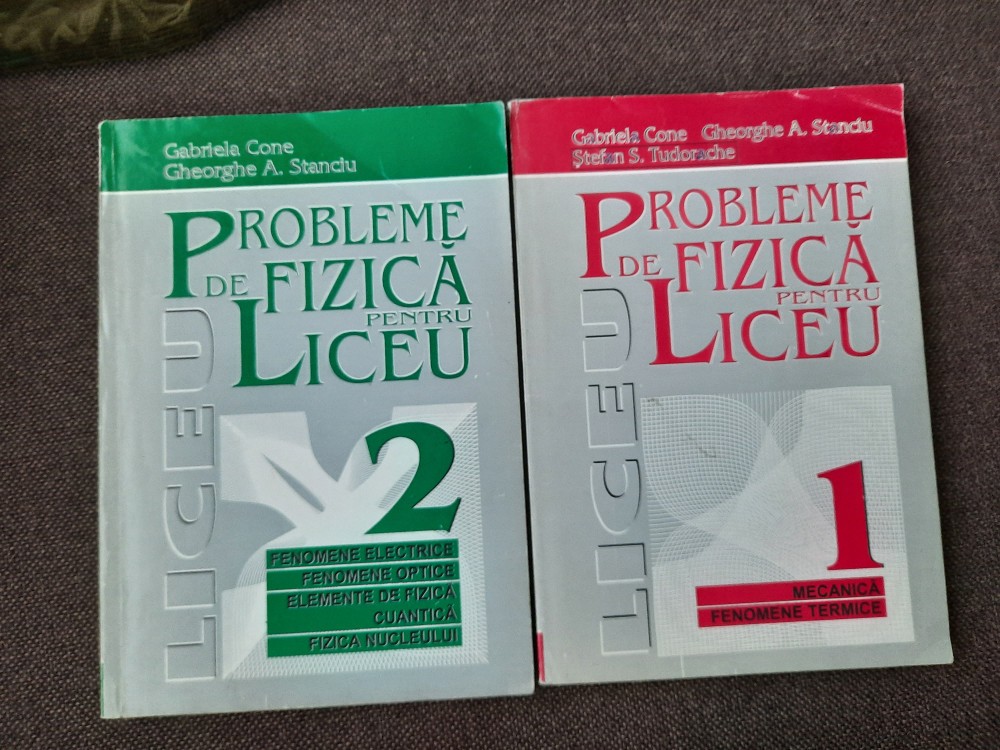 Gabriela Cone
Gheorghe A. Stanciu
PROBLEME
DE FIZICĂ
PENTRU
LICEU
LICEU
2
FENOMENE ELECTRICE
FENOMENE OPTICE
ELEMENTE DE FIZICĂ
CUANTICĂ
FIZICA NUCLEULUI
Gabriela Cone Gheorghe A. Stanciu
Ştefan S. Tudorache
PROBLEME
DE FIZICĂ
PENTRU
LICEU
LICEU
1
MECANICĂ
FENOMENE TERMICE